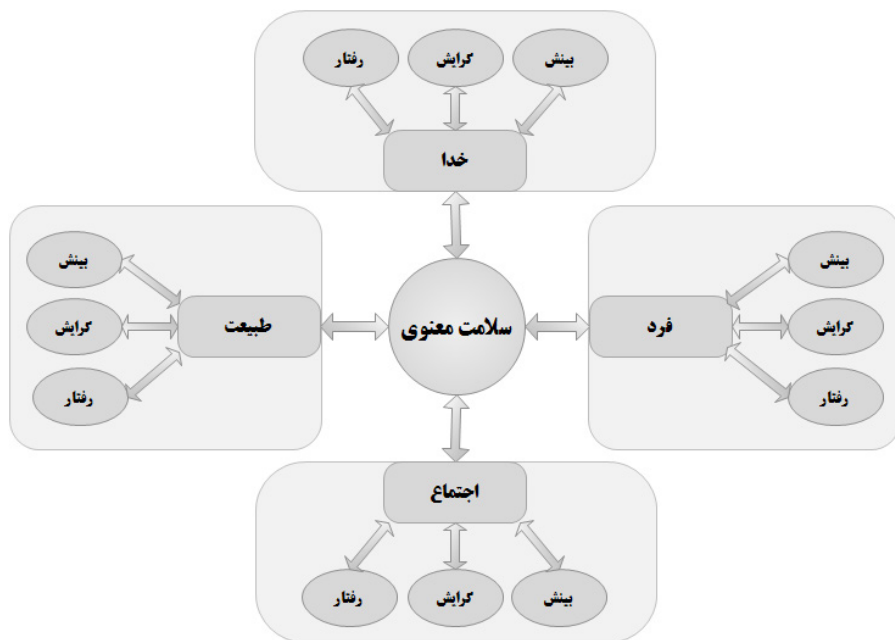 بینش
گرایش
رفتار
خدا
بینش
گرایش
رفتار
فرد
سلامت معنوی
طبیعت
بینش
گرایش
رفتار
اجتماع
بینش
گرایش
رفتار